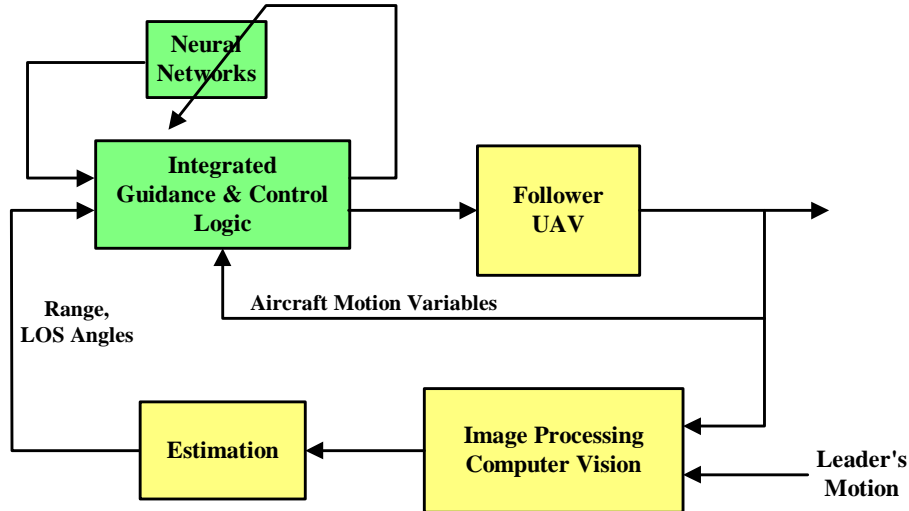 Neural
Networks
Integrated
Guidance & Control
Logic
Follower
UAV
Range,
LOS Angles
Aircraft Motion Variables
Estimation
Image Processing
Computer Vision
Leader's
Motion